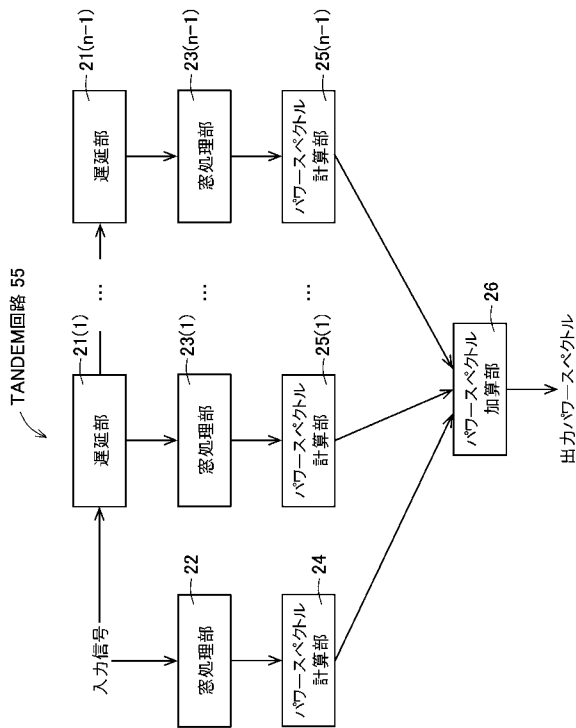 TANDEM回路 55
入力信号
遅延部
21(1)
…
遅延部
21(n-1)
窓処理部
22
窓処理部
23(1)
…
窓処理部
23(n-1)
パワースペクトル
計算部
24
パワースペクトル
計算部
25(1)
…
パワースペクトル
計算部
25(n-1)
パワースペクトル
加算部
26
出力パワースペクトル